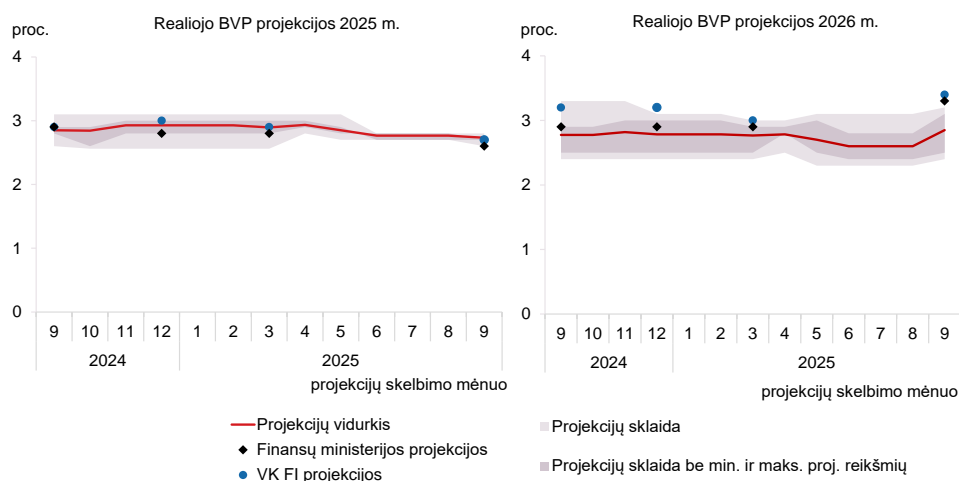 Realiojo BVP projekcijos 2025 m.
proc.
4
3
2
1
0
9 10 11 12 1 2 3 4 5 6 7 8 9
2024 2025
projekcijų skelbimo mėnuo
Realiojo BVP projekcijos 2026 m.
proc.
4
3
2
1
0
9 10 11 12 1 2 3 4 5 6 7 8 9
2024 2025
projekcijų skelbimo mėnuo
Projekcijų vidurkis
Finansų ministerijos projekcijos
VK FI projekcijos
Projekcijų sklaida
Projekcijų sklaida be min. ir maks. proj. reikšmių